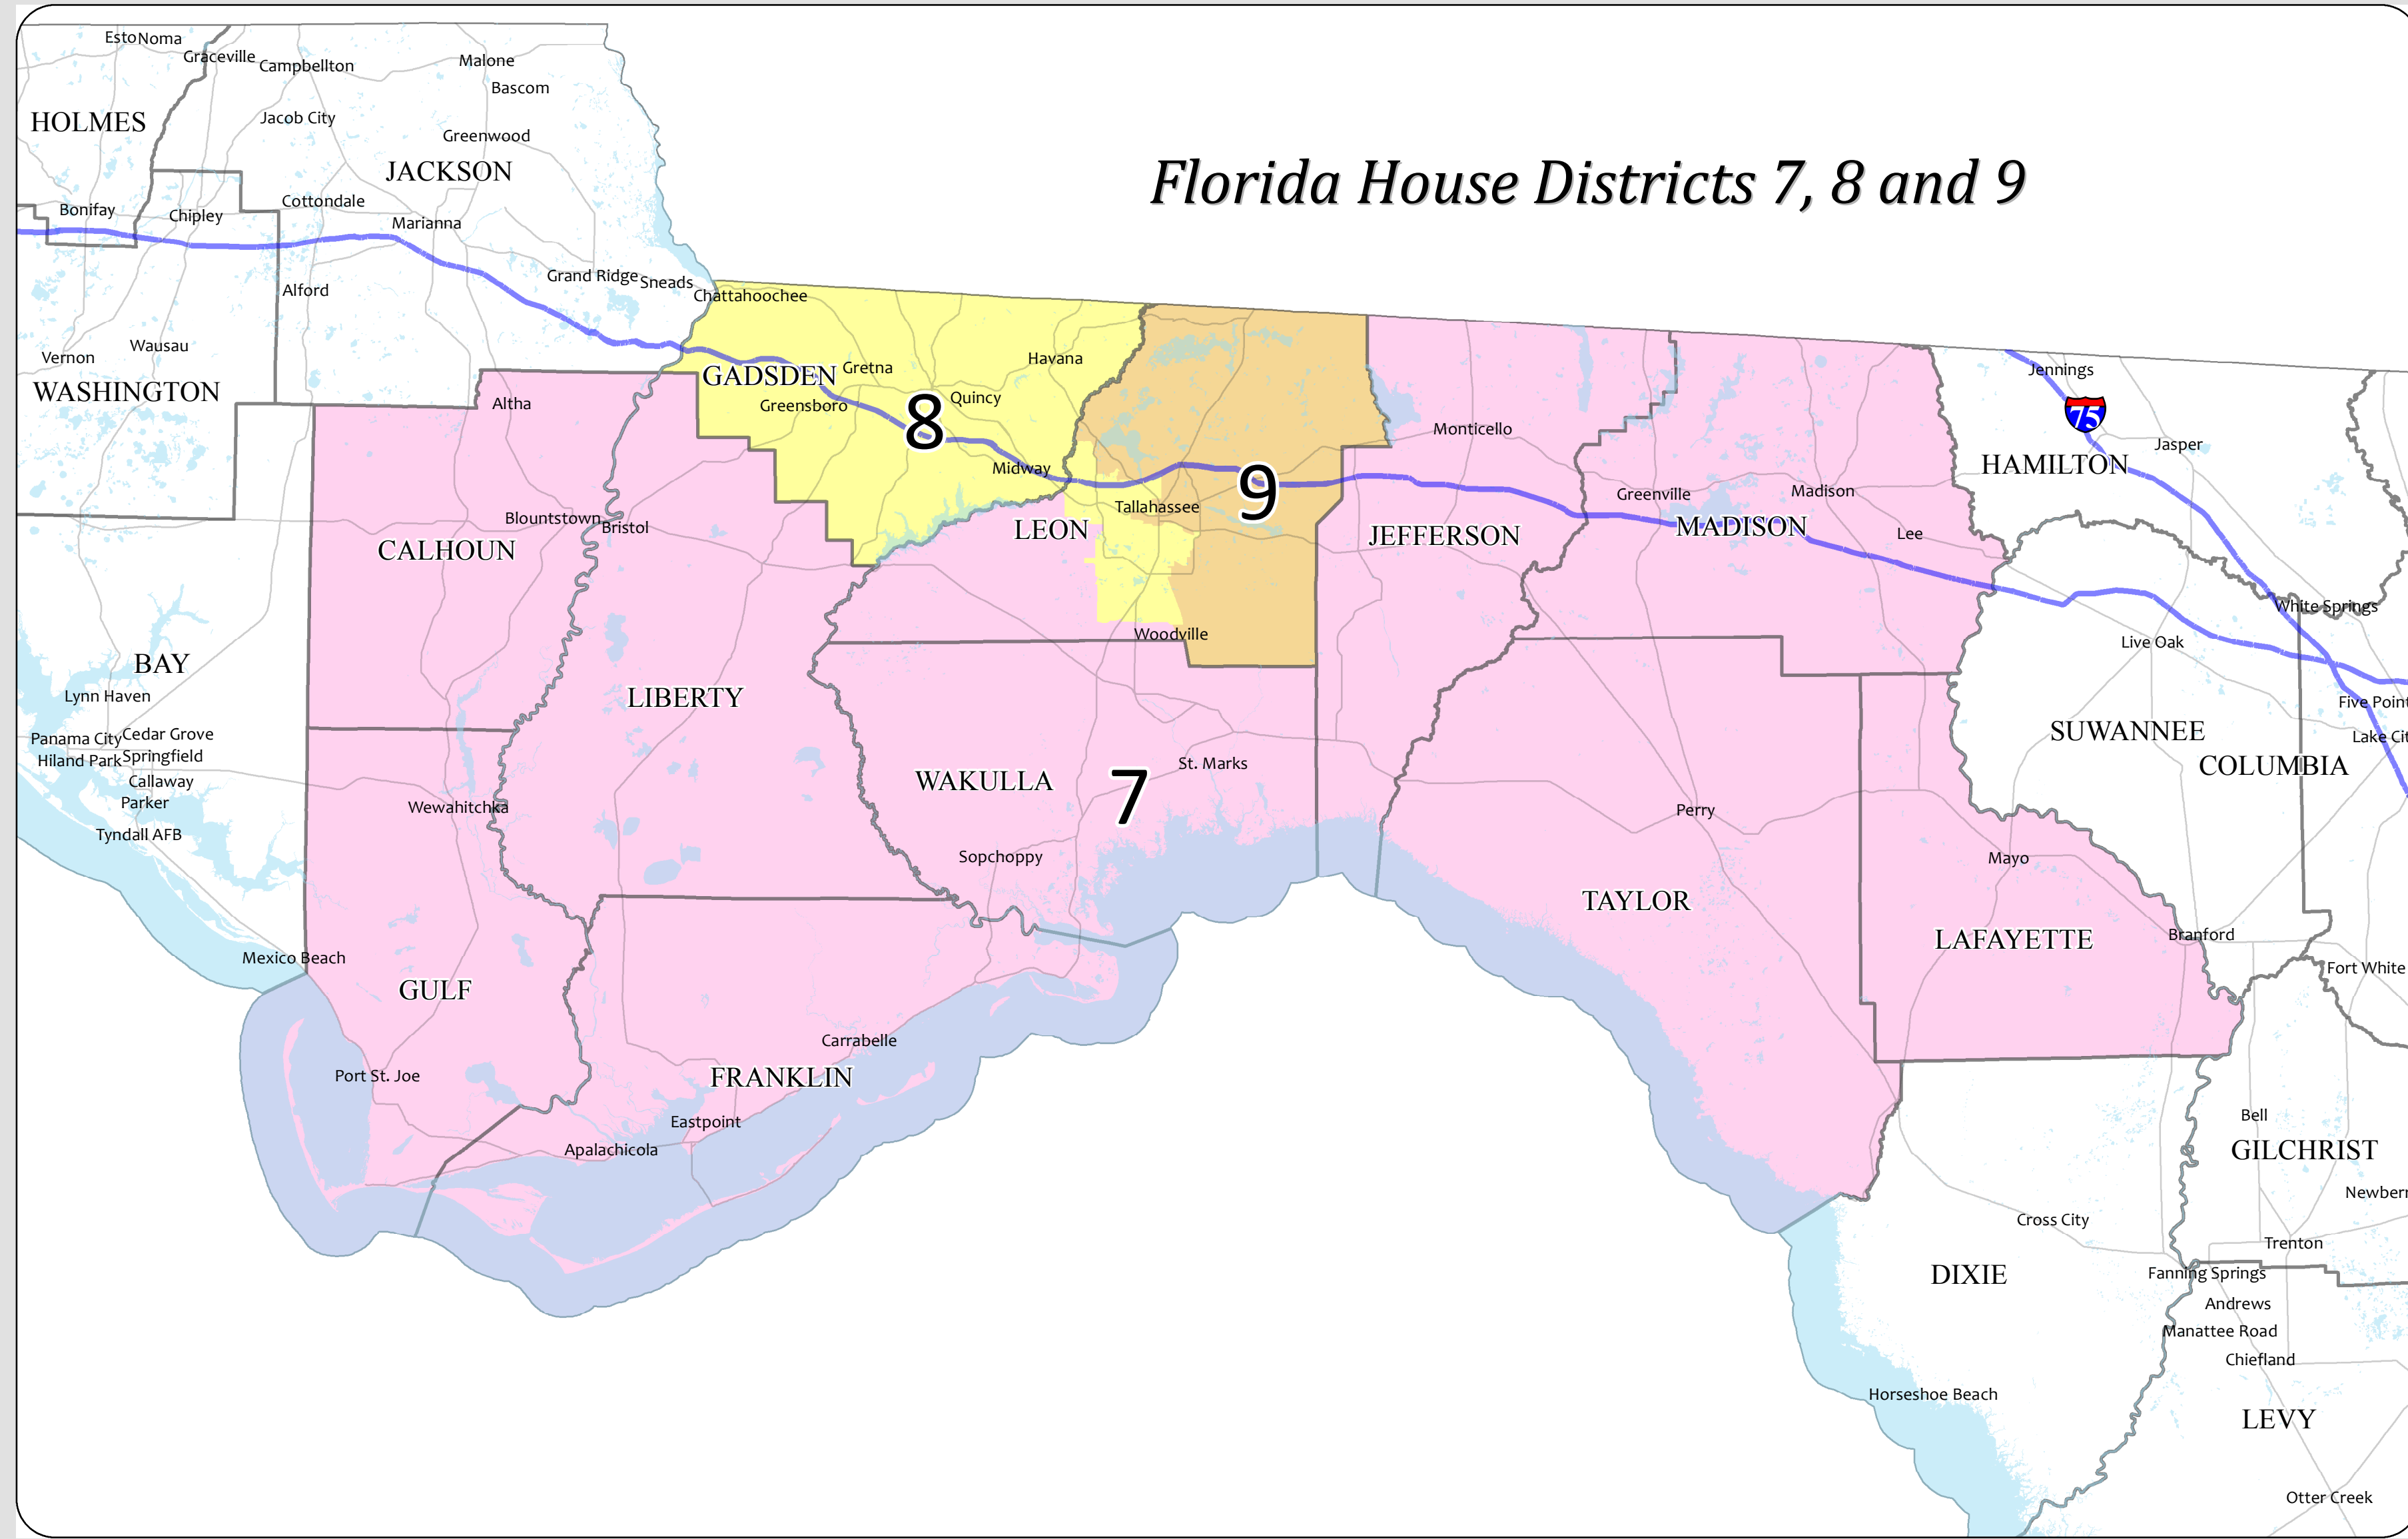 Florida House Districts 7, 8 and 9
Esto
Noma
Graceville
Campbellton
Malone
Bascom
HOLMES
Jacob City
Greenwood
JACKSON
Bonifay
Chipley
Cottondale
Marianna
Grand Ridge
Sneads
Alford
Chattahoochee
Vernon
Wausau
WASHINGTON
GADSDEN
Gretna
Havana
Greensboro
Quincy
8
Midway
Altha
Jennings
75
Jasper
HAMILTON
Monticello
9
Tallahassee
LEON
JEFFERSON
Greenville
Madison
MADISON
Lee
Blountstown
Bristol
CALHOUN
White Springs
Live Oak
Woodville
BAY
Lynn Haven
LIBERTY
Panama City
Cedar Grove
Hiland Park
Springfield
Callaway
Parker
Tyndall AFB
Five Point
Lake Cit
SUWANNEE
COLUMBIA
WAKULLA
7
St. Marks
Wewahitchka
Perry
Sopchoppy
Mayo
TAYLOR
LAFAYETTE
Branford
Fort White
Mexico Beach
GULF
Carrabelle
Port St. Joe
FRANKLIN
Eastpoint
Apalachicola
Bell
GILCHRIST
Newberr
Cross City
Trenton
DIXIE
Fanning Springs
Andrews
Manattee Road
Chiefland
Horseshoe Beach
LEVY
Otter Creek